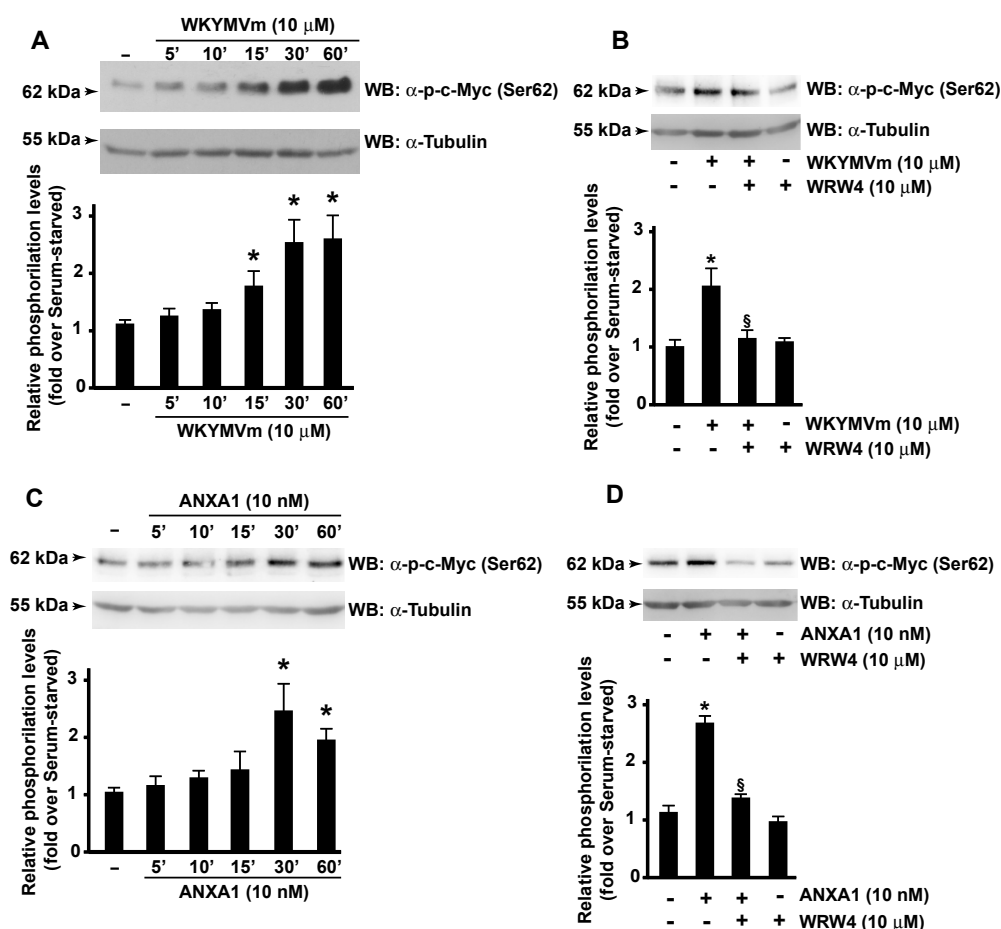 A
WKYMVm (10 μM)
– 5’ 10’ 15’ 30’ 60’
62 kDa
WB: α-p-c-Myc (Ser62)
55 kDa
WB: α-Tubulin
Relative phosphorilation levels
(fold over Serum-starved)
3
2
1
0
* * *
– 5’ 10’ 15’ 30’ 60’
WKYMVm (10 μM)
B
62 kDa
WB: α-p-c-Myc (Ser62)
55 kDa
WB: α-Tubulin
- + + - WKYMVm (10 μM)
- - + + WRW4 (10 μM)
Relative phosphorilation levels
(fold over Serum-starved)
3
2
1
0
* §
- + + - WKYMVm (10 μM)
- - + + WRW4 (10 μM)
C
ANXA1 (10 nM)
– 5’ 10’ 15’ 30’ 60’
62 kDa
WB: α-p-c-Myc (Ser62)
55 kDa
WB: α-Tubulin
Relative phosphorilation levels
(fold over Serum-starved)
3
2
1
0
* *
– 5’ 10’ 15’ 30’ 60’
ANXA1 (10 nM)
D
62 kDa
WB: α-p-c-Myc (Ser62)
55 kDa
WB: α-Tubulin
- + + - ANXA1 (10 nM)
- - + + WRW4 (10 μM)
Relative phosphorilation levels
(fold over Serum-starved)
3
2
1
0
* §
- + + - ANXA1 (10 nM)
- - + + WRW4 (10 μM)